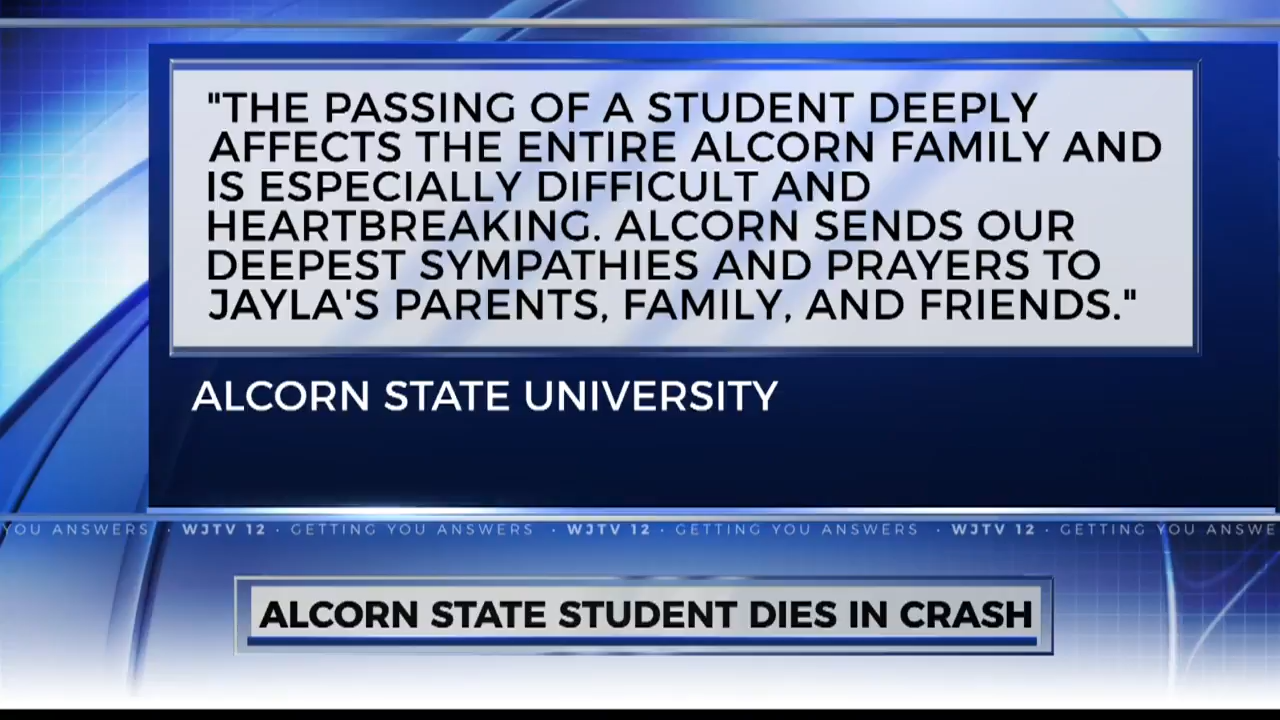 "THE PASSING OF A STUDENT DEEPLY
AFFECTS THE ENTIRE ALCORN FAMILY AND
IS ESPECIALLY DIFFICULT AND
HEARTBREAKING. ALCORN SENDS OUR
DEEPEST SYMPATHIES AND PRAYERS TO
JAYLA'S PARENTS, FAMILY, AND FRIENDS."
ALCORN STATE UNIVERSITY
YOU ANSWERS · WJTV 12 · GETTING YOU ANSWERS · WJTV 12 · GETTING YOU ANSWERS · WJTV 12 · GETTING YOU ANSWE
ALCORN STATE STUDENT DIES IN CRASH